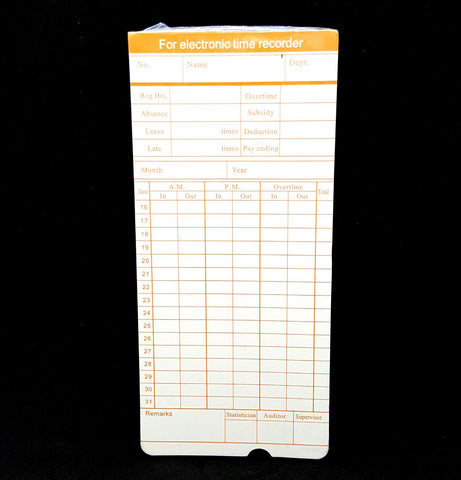 For electronic time recorder
No. Name Dept.
Reg Hrs. Overtime
Absence Subsidy
Leave times Deduction
Late times Pay ending
Month Year
Date A.M. P.M. Overtime Total
In Out In Out In Out
16
17
18
19
20
21
22
23
24
25
26
27
28
29
30
31
Remarks Statistician Auditor Supervisor